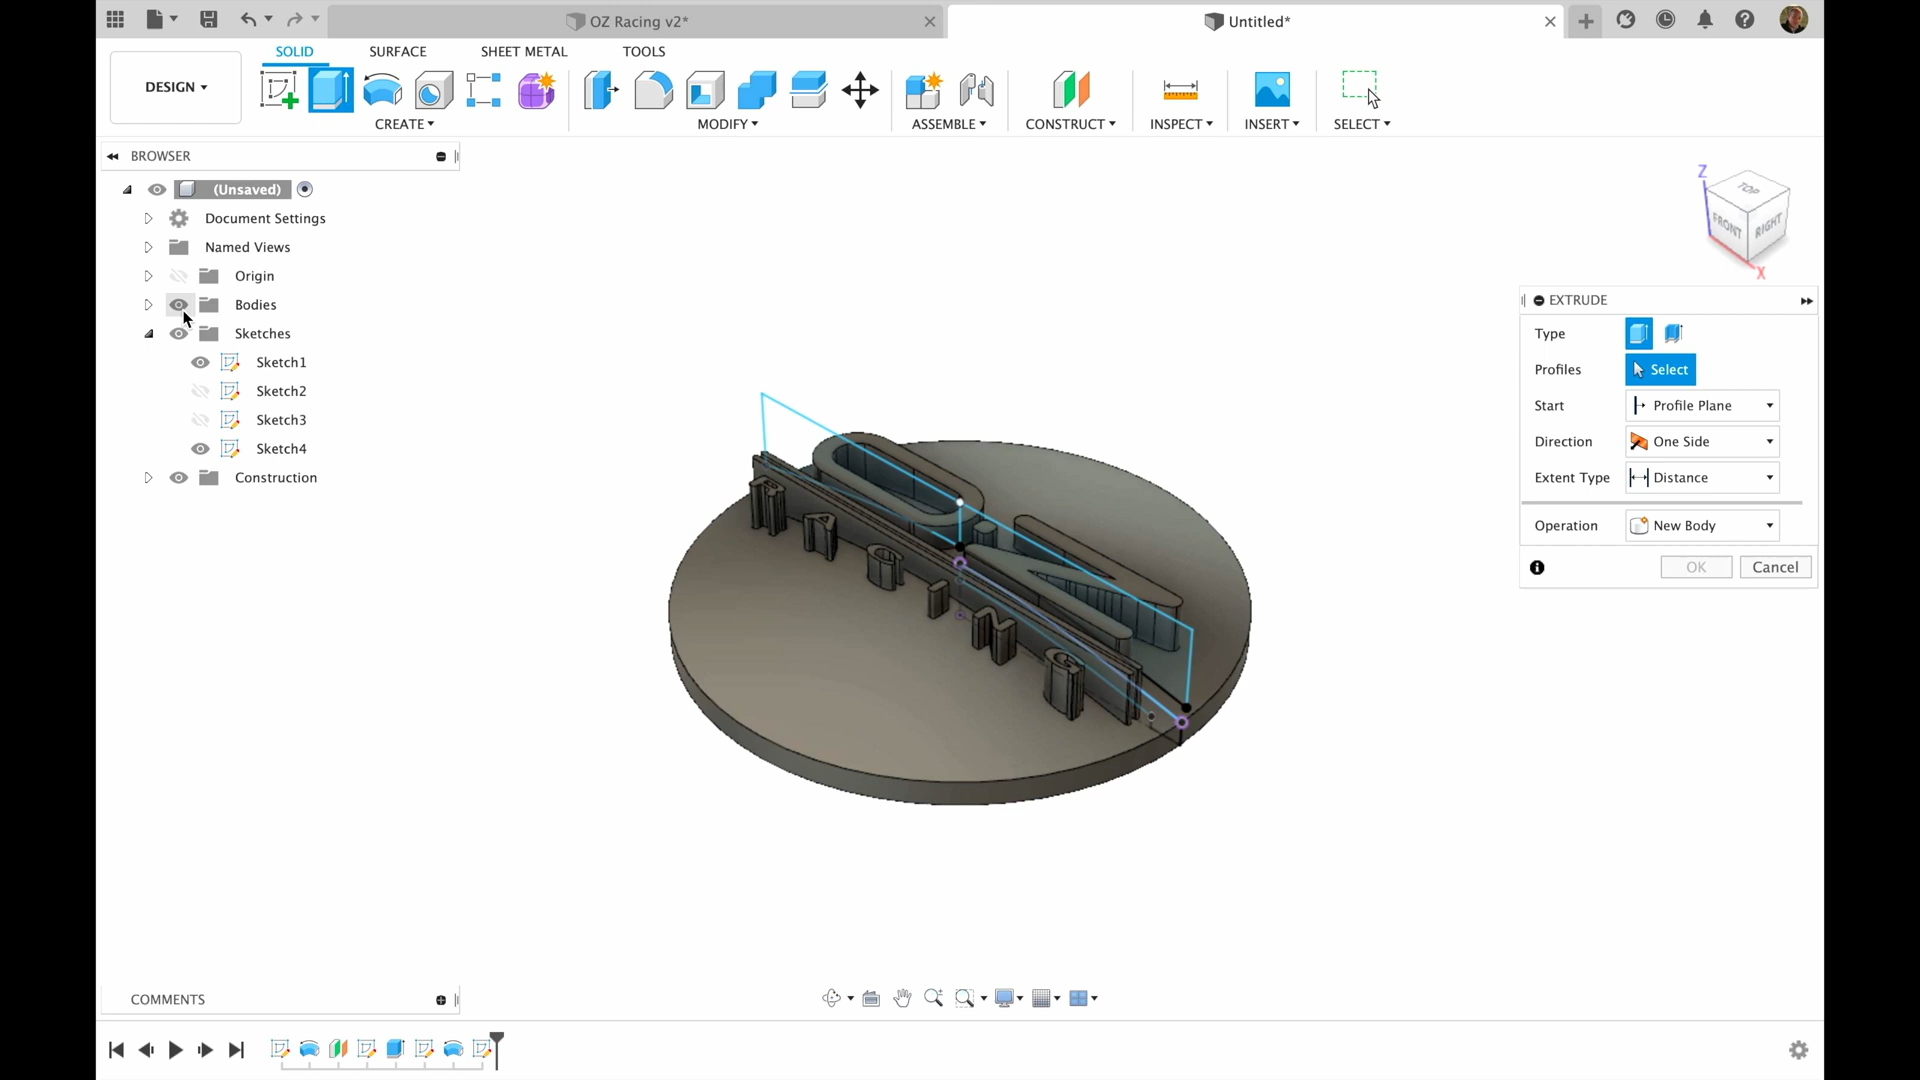 OZ Racing v2*
Untitled*
SOLID SURFACE SHEET METAL TOOLS
DESIGN
CREATE MODIFY ASSEMBLE CONSTRUCT INSPECT INSERT SELECT
BROWSER
(Unsaved)
Document Settings
Named Views
Origin
Bodies
Sketches
Sketch1
Sketch2
Sketch3
Sketch4
Construction
Z
TOP
FRONT
RIGHT
X
EXTRUDE
Type
Profiles Select
Start Profile Plane
Direction One Side
Extent Type Distance
Operation New Body
OK Cancel
OZ
RACING
COMMENTS